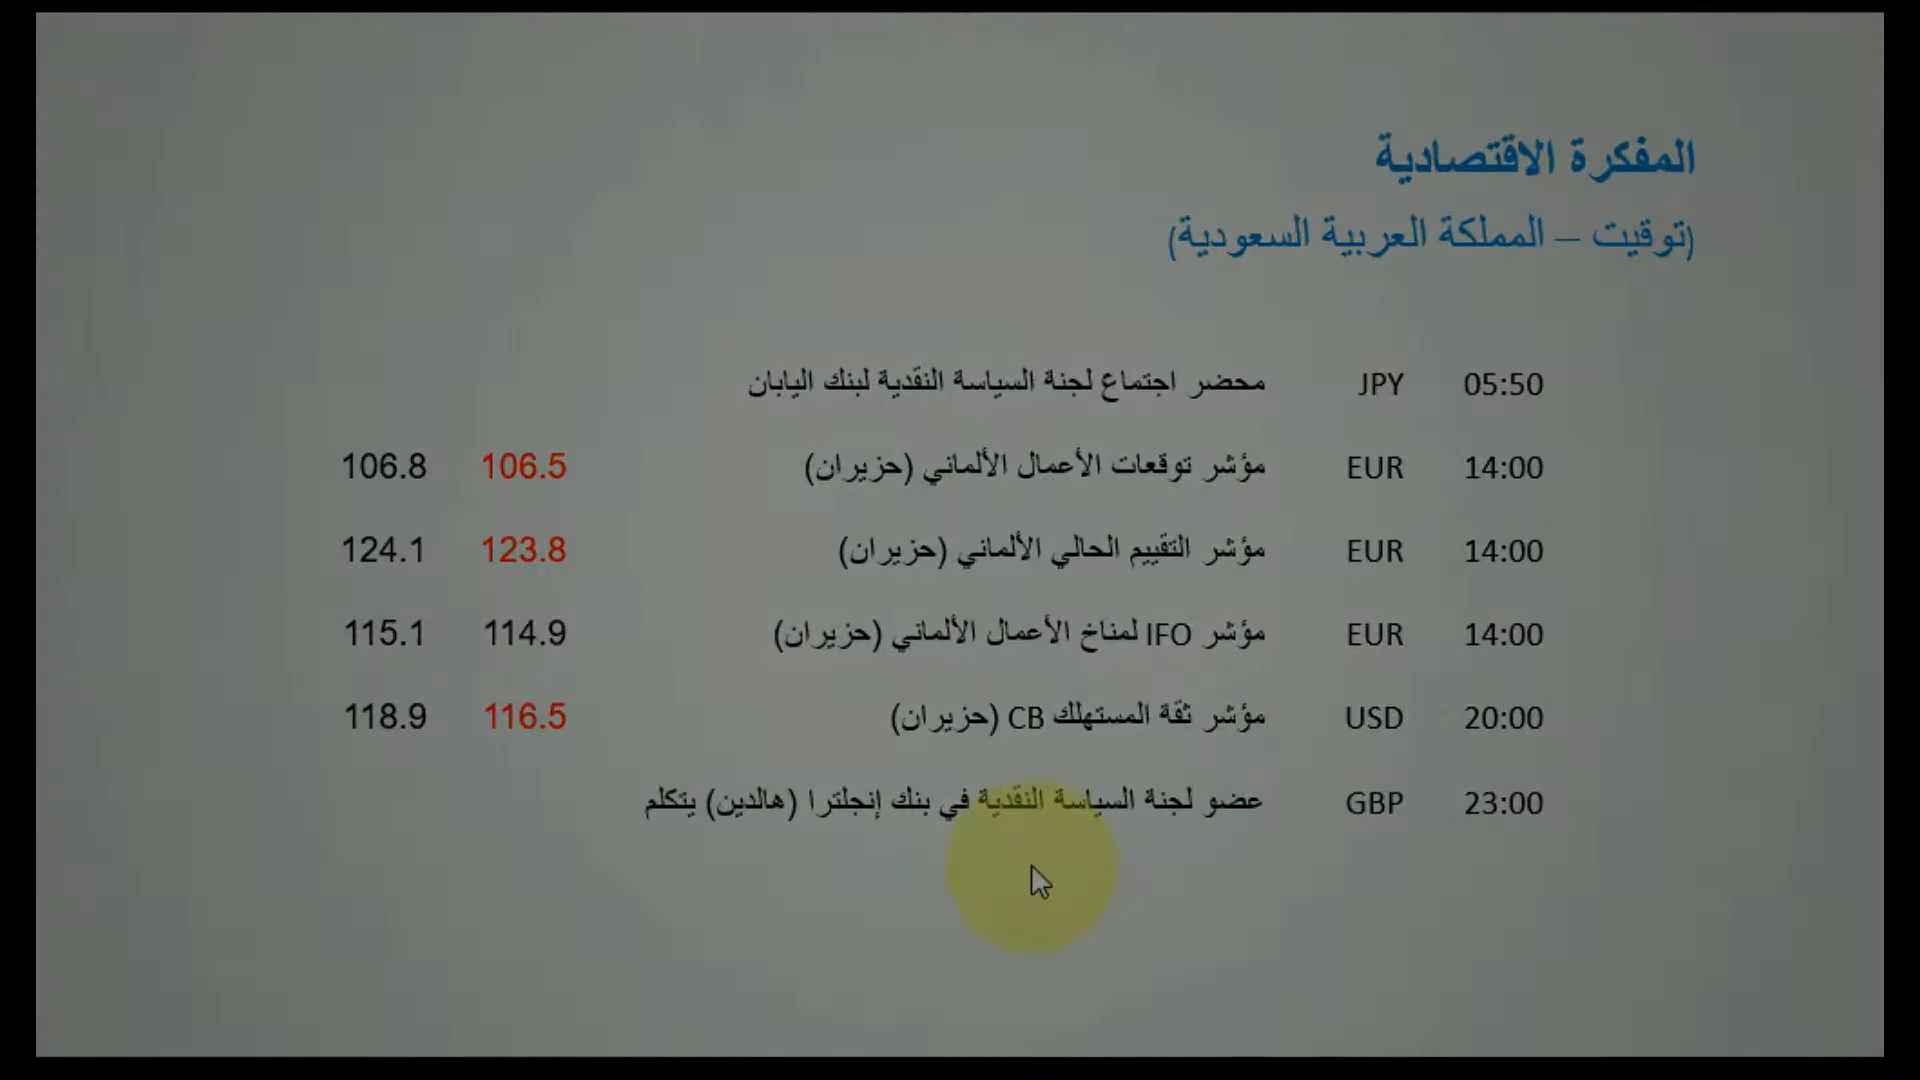 المفكرة الاقتصادية
(توقيت – المملكة العربية السعودية)
05:50 JPY محضر اجتماع لجنة السياسة النقدية لبنك اليابان
14:00 EUR مؤشر توقعات الأعمال الألماني (حزيران) 106.5 106.8
14:00 EUR مؤشر التقييم الحالي الألماني (حزيران) 123.8 124.1
14:00 EUR مؤشر IFO لمناخ الأعمال الألماني (حزيران) 114.9 115.1
20:00 USD مؤشر ثقة المستهلك CB (حزيران) 116.5 118.9
23:00 GBP عضو لجنة السياسة النقدية في بنك إنجلترا (هالدين) يتكلم